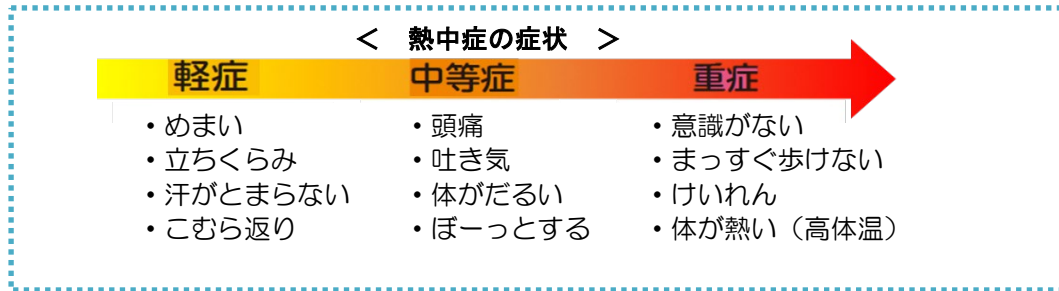 ＜　熱中症の症状　＞
軽症　中等症　重症
・めまい　・頭痛　・意識がない
・立ちくらみ　・吐き気　・まっすぐ歩けない
・汗がとまらない　・体がだるい　・けいれん
・こむら返り　・ぼーっとする　・体が熱い（高体温）